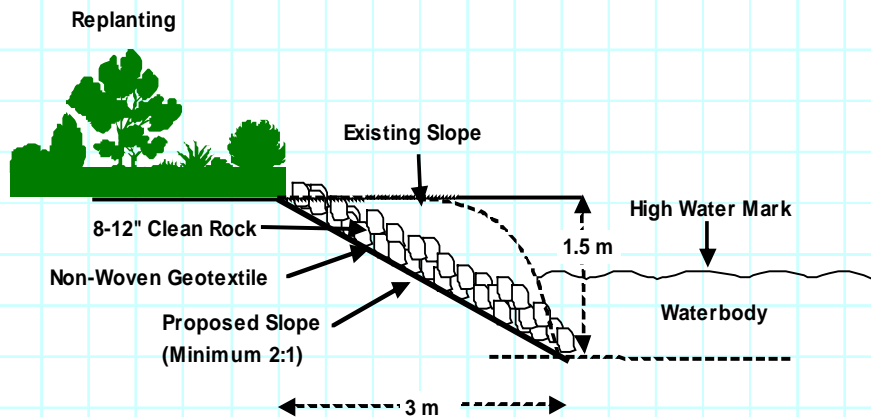 Replanting
Existing Slope
High Water Mark
8-12" Clean Rock
1.5 m
Non-Woven Geotextile
Waterbody
Proposed Slope
(Minimum 2:1)
3 m